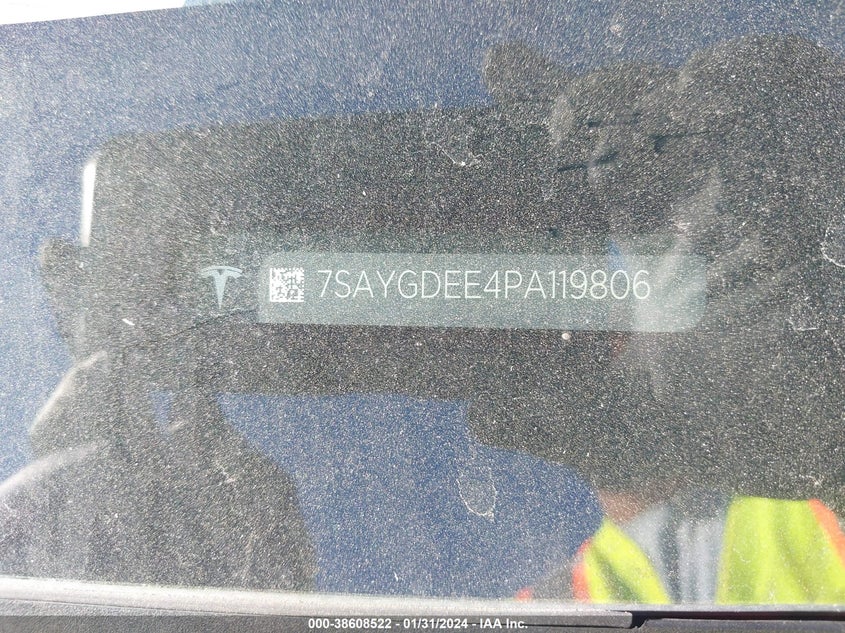 7SAYGDEE4PA119806
000-38608522 - 01/31/2024 - IAA Inc.